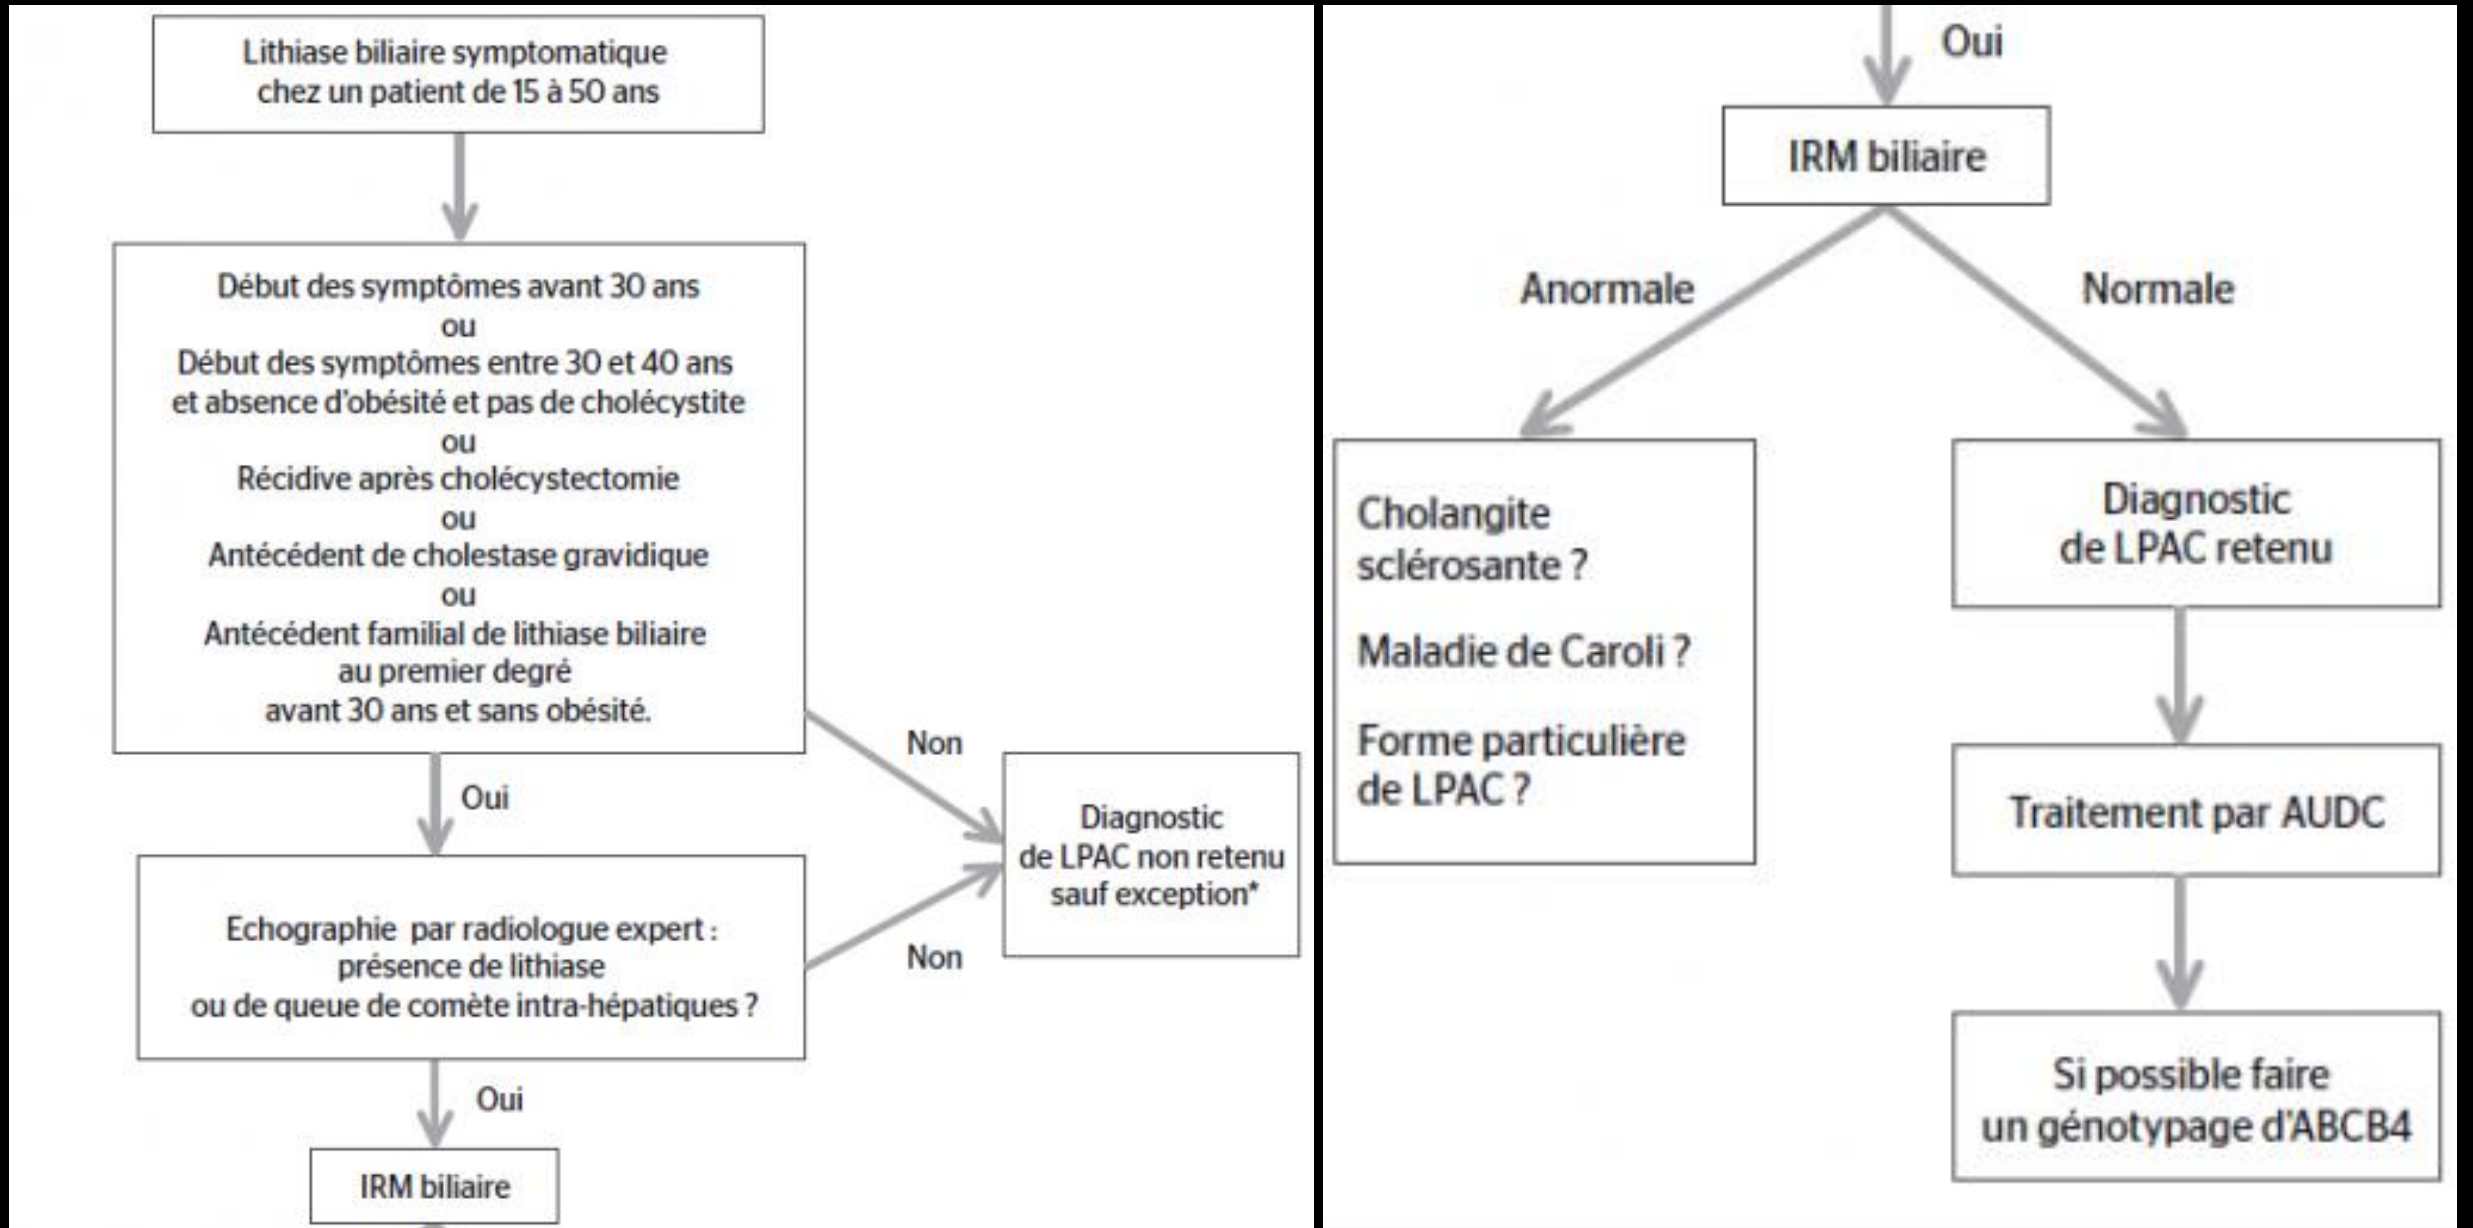 Lithiase biliaire symptomatique
chez un patient de 15 à 50 ans
Début des symptômes avant 30 ans
ou
Début des symptômes entre 30 et 40 ans
et absence d'obésité et pas de cholécystite
ou
Récidive après cholécystectomie
ou
Antécédent de cholestase gravidique
ou
Antécédent familial de lithiase biliaire
au premier degré
avant 30 ans et sans obésité.
Non
Oui
Diagnostic
de LPAC non retenu
sauf exception*
Echographie par radiologue expert :
présence de lithiase
ou de queue de comète intra-hépatiques ?
Non
Oui
IRM biliaire
Oui
IRM biliaire
Anormale
Normale
Cholangite
sclérosante ?
Maladie de Caroli ?
Forme particulière
de LPAC ?
Diagnostic
de LPAC retenu
Traitement par AUDC
Si possible faire
un génotypage d'ABCB4